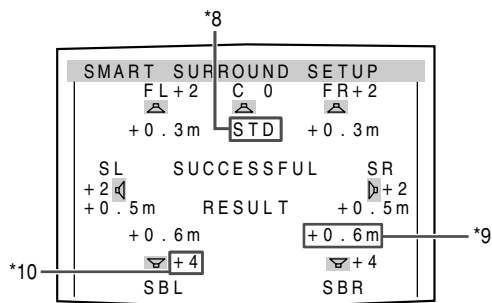 *8
SMART SURROUND SETUP
FL+2 C 0 FR+2
+0.3m STD +0.3m
SL SUCCESSFUL SR
+2 +2
+0.5m RESULT +0.5m
+0.6m +0.6m *9
*10 +4 +4
SBL SBR